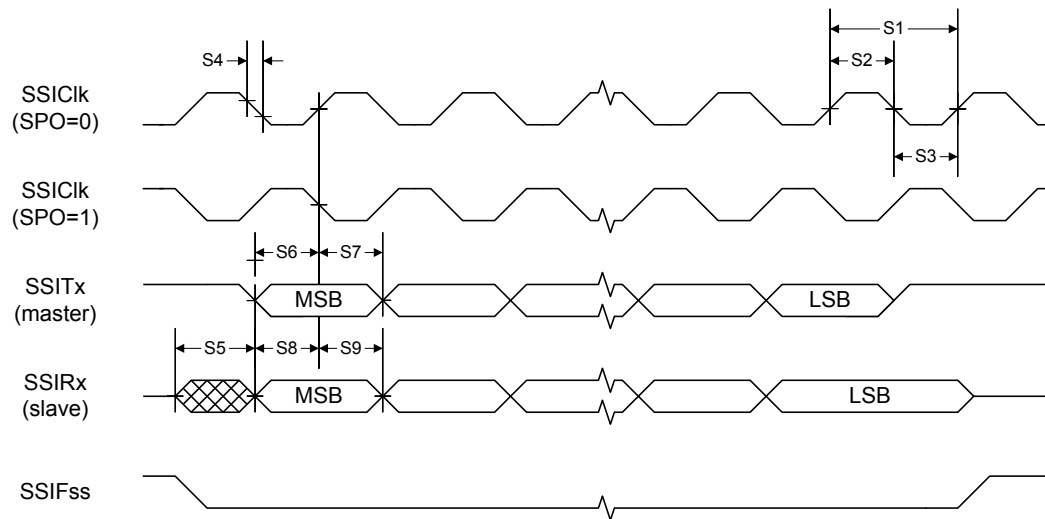 S1
S4
S2
SSIClk
(SPO=0)
S3
SSIClk
(SPO=1)
S6
S7
SSITx
(master)
MSB
LSB
S5
S8
S9
SSIRx
(slave)
MSB
LSB
SSIFss